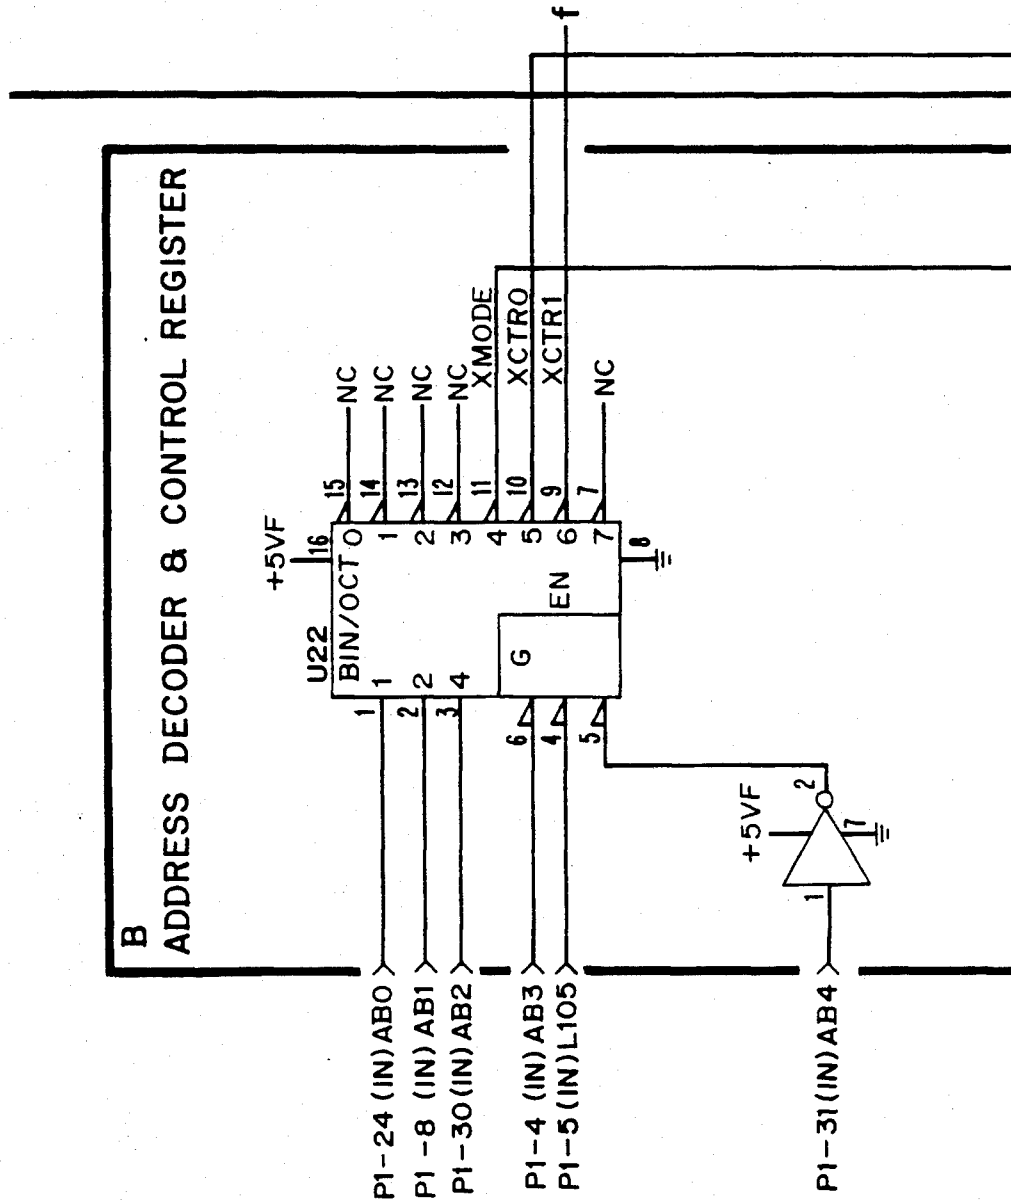 f
B
ADDRESS DECODER & CONTROL REGISTER
+5VF
16
U22
BIN/OCT
0
15
NC
1
1
1
14
NC
2
2
2
13
NC
3
4
3
12
NC
4
11
XMODE
6
G
5
10
XCTR0
4
EN
6
9
XCTR1
5
7
7
NC
8
P1-24 (IN) AB0
P1-8 (IN) AB1
P1-30 (IN) AB2
P1-4 (IN) AB3
P1-5 (IN) L105
P1-31 (IN) AB4
+5VF
1
2
7